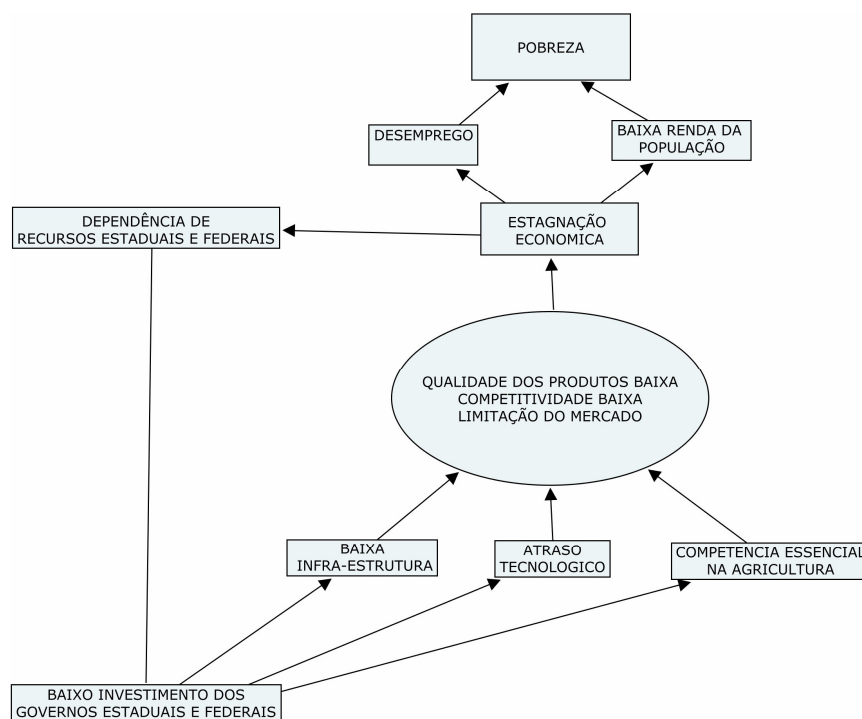 POBREZA
DESEMPREGO
BAIXA RENDA DA
POPULAÇÃO
DEPENDÊNCIA DE
RECURSOS ESTADUAIS E FEDERAIS
ESTAGNAÇÃO
ECONOMICA
QUALIDADE DOS PRODUTOS BAIXA
COMPETITIVIDADE BAIXA
LIMITAÇÃO DO MERCADO
BAIXA
INFRA-ESTRUTURA
ATRASO
TECNOLOGICO
COMPETENCIA ESSENCIAL
NA AGRICULTURA
BAIXO INVESTIMENTO DOS
GOVERNOS ESTADUAIS E FEDERAIS